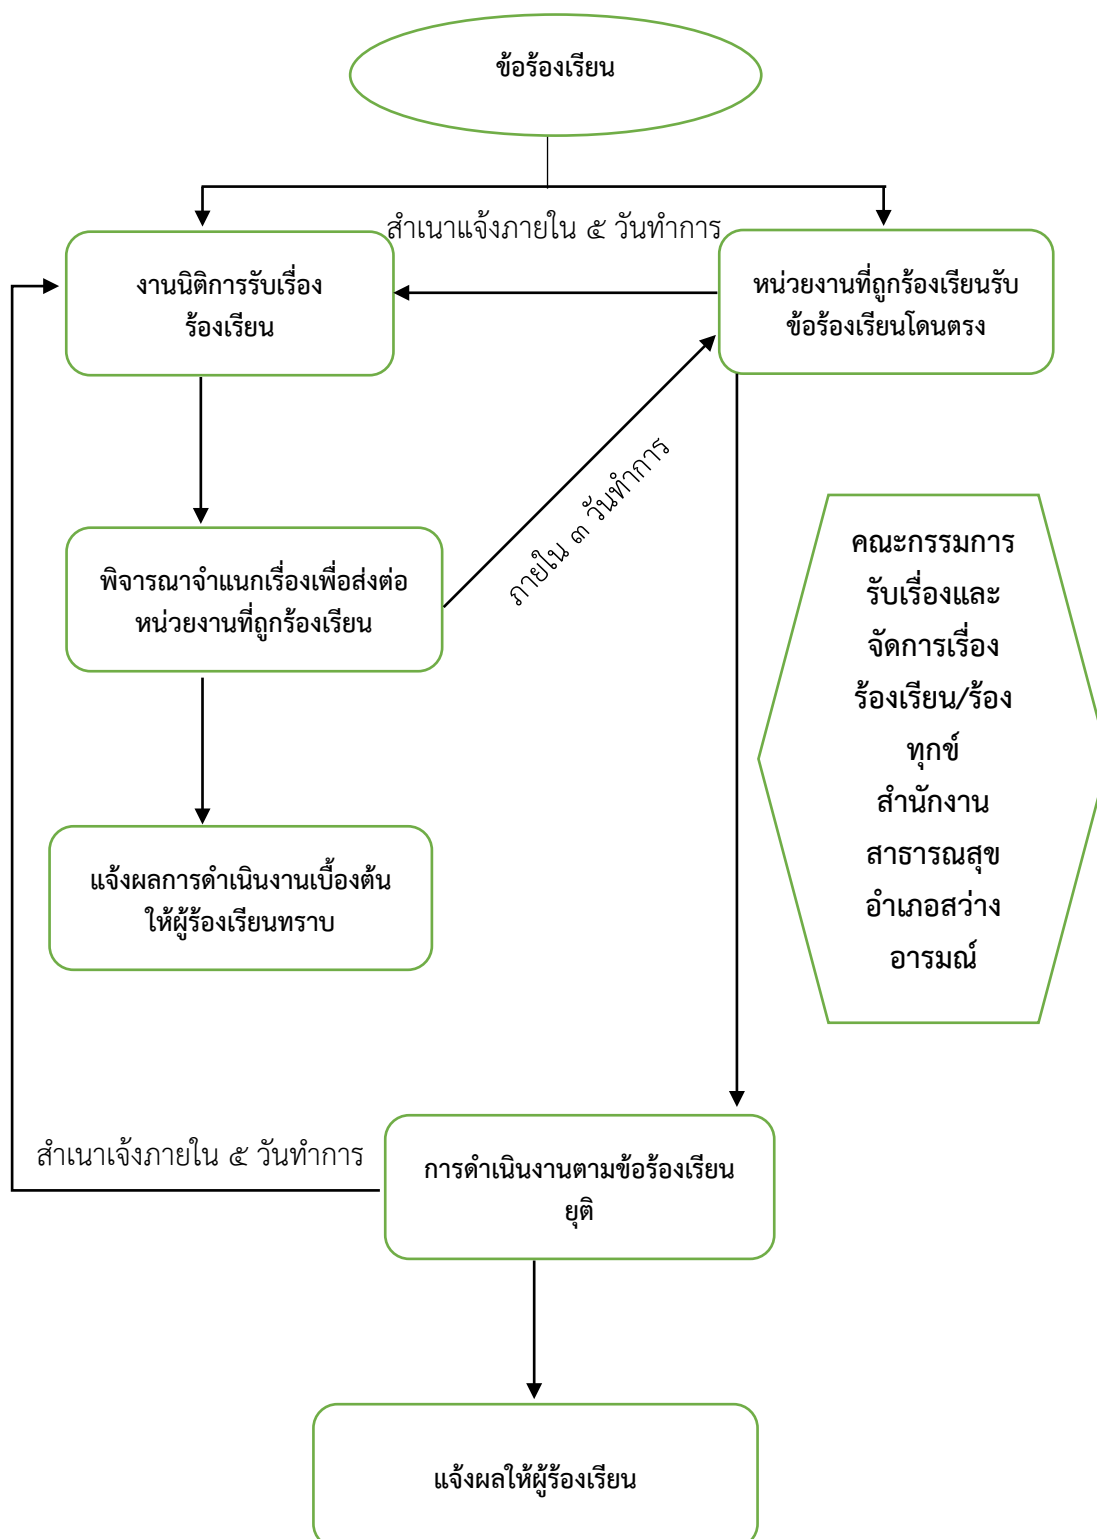 ข้อร้องเรียน
สำเนาแจ้งภายใน ๕ วันทำการ
งานนิติการรับเรื่อง
ร้องเรียน
หน่วยงานที่ถูกร้องเรียนรับ
ข้อร้องเรียนโดนตรง
ภายใน ๓ วันทำการ
พิจารณาจำแนกเรื่องเพื่อส่งต่อ
หน่วยงานที่ถูกร้องเรียน
คณะกรรมการ
รับเรื่องและ
จัดการเรื่อง
ร้องเรียน/ร้อง
ทุกข์
สำนักงาน
สาธารณสุข
อำเภอสว่าง
อารมณ์
แจ้งผลการดำเนินงานเบื้องต้น
ให้ผู้ร้องเรียนทราบ
สำเนาเจ้งภายใน ๕ วันทำการ
การดำเนินงานตามข้อร้องเรียน
ยุติ
แจ้งผลให้ผู้ร้องเรียน